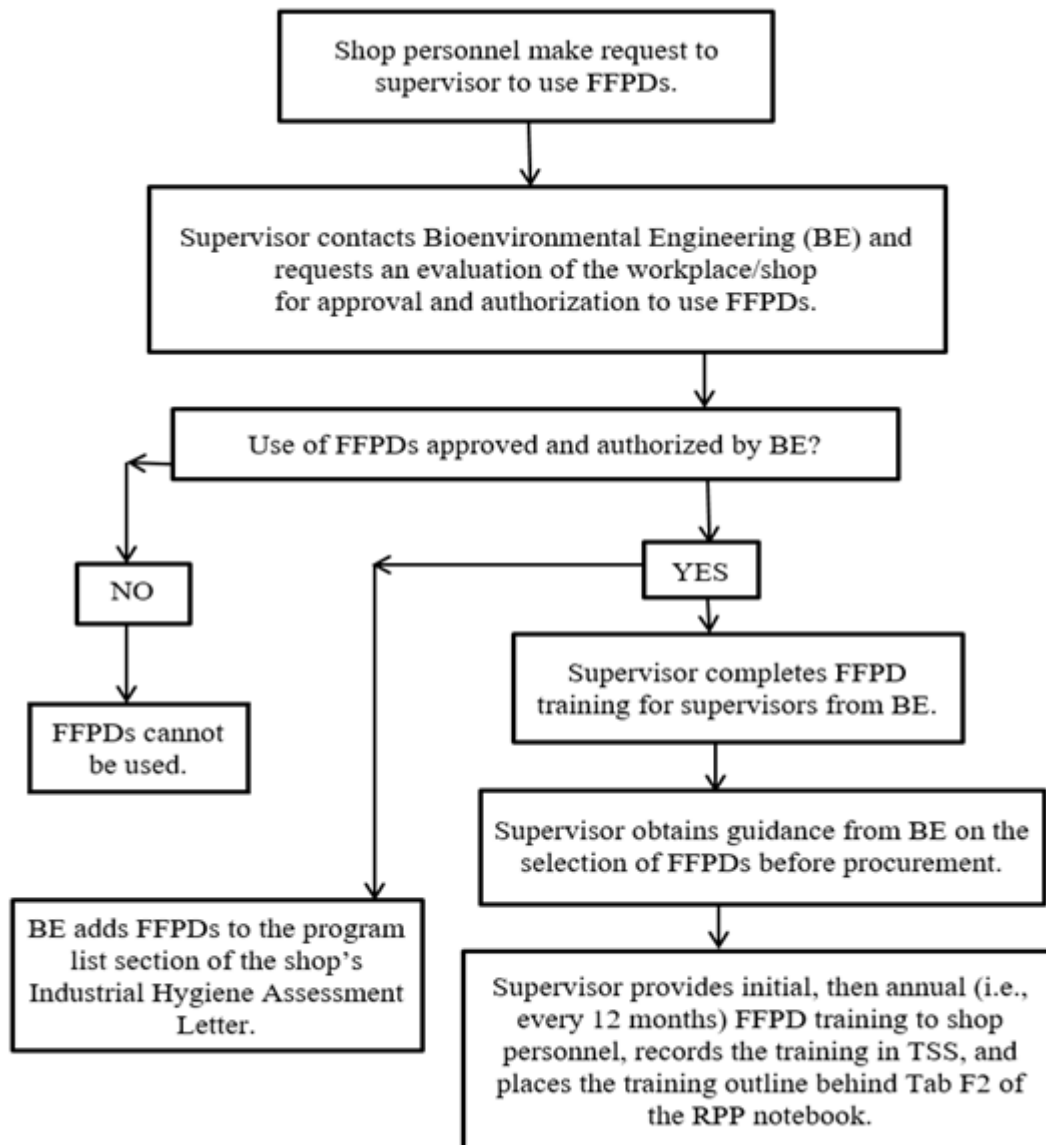 Shop personnel make request to
supervisor to use FFPDs.
Supervisor contacts Bioenvironmental Engineering (BE) and
requests an evaluation of the workplace/shop
for approval and authorization to use FFPDs.
Use of FFPDs approved and authorized by BE?
NO
YES
FFPDs cannot
be used.
Supervisor completes FFPD
training for supervisors from BE.
Supervisor obtains guidance from BE on the
selection of FFPDs before procurement.
BE adds FFPDs to the program
list section of the shop’s
Industrial Hygiene Assessment
Letter.
Supervisor provides initial, then annual (i.e.,
every 12 months) FFPD training to shop
personnel, records the training in TSS, and
places the training outline behind Tab F2 of
the RPP notebook.